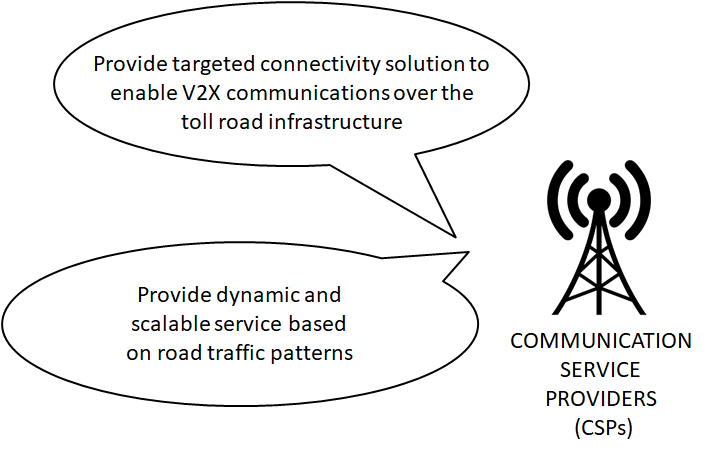 Provide targeted connectivity solution to
enable V2X communications over the
toll road infrastructure
Provide dynamic and
scalable service based
on road traffic patterns
COMMUNICATION
SERVICE
PROVIDERS
(CSPs)